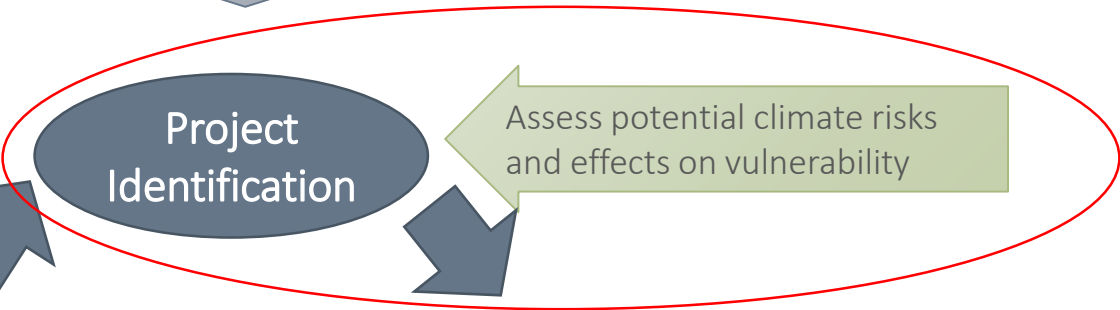 Project
Identification
Assess potential climate risks
and effects on vulnerability